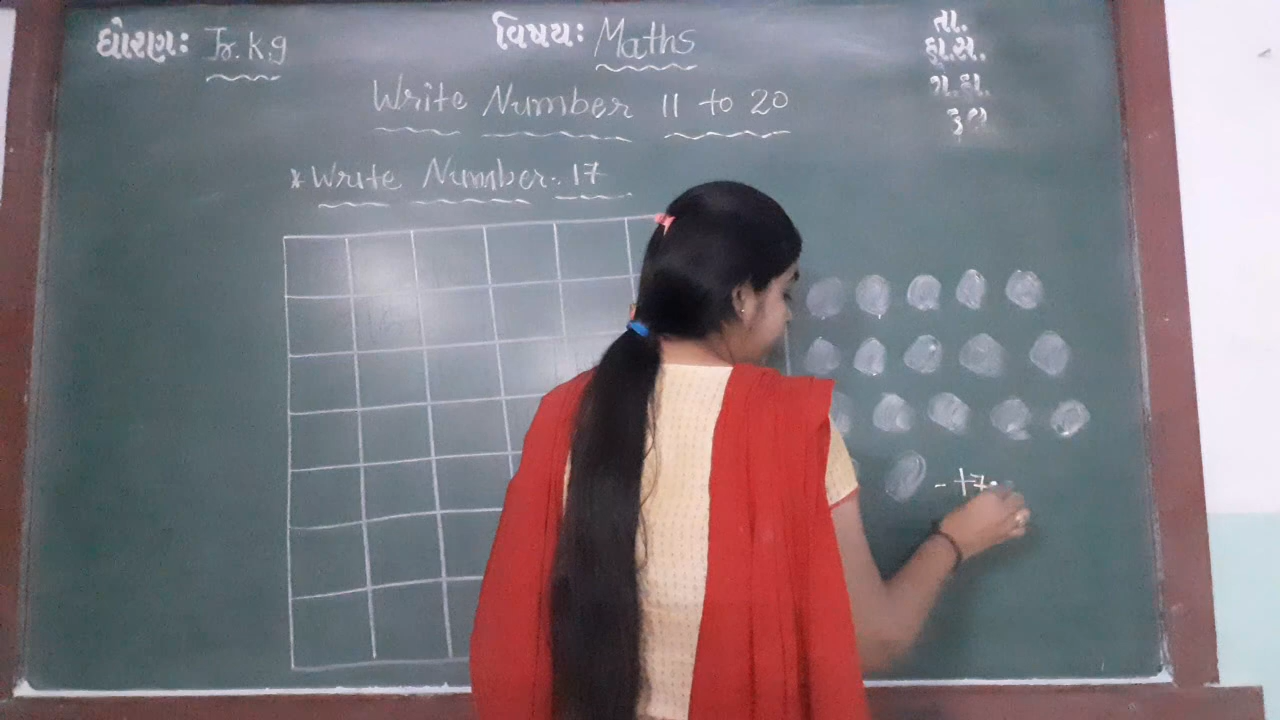 ધોરણ: Jr. K.g
વિષય: Maths
તા.
હા.સં.
ગ.હા.
કુલ
Write Number 11 to 20
* Write Number. 17
- 17.